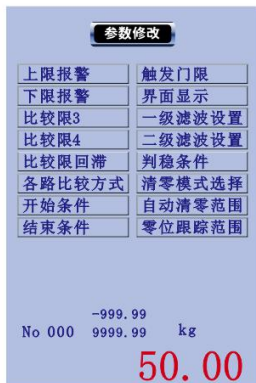 参数修改
上限报警 触发门限
下限报警 界面显示
比较限3 一级滤波设置
比较限4 二级滤波设置
比较限回滞 判稳条件
各路比较方式 清零模式选择
开始条件 自动清零范围
结束条件 零位跟踪范围
-999.99
No 000 9999.99 kg
50.00